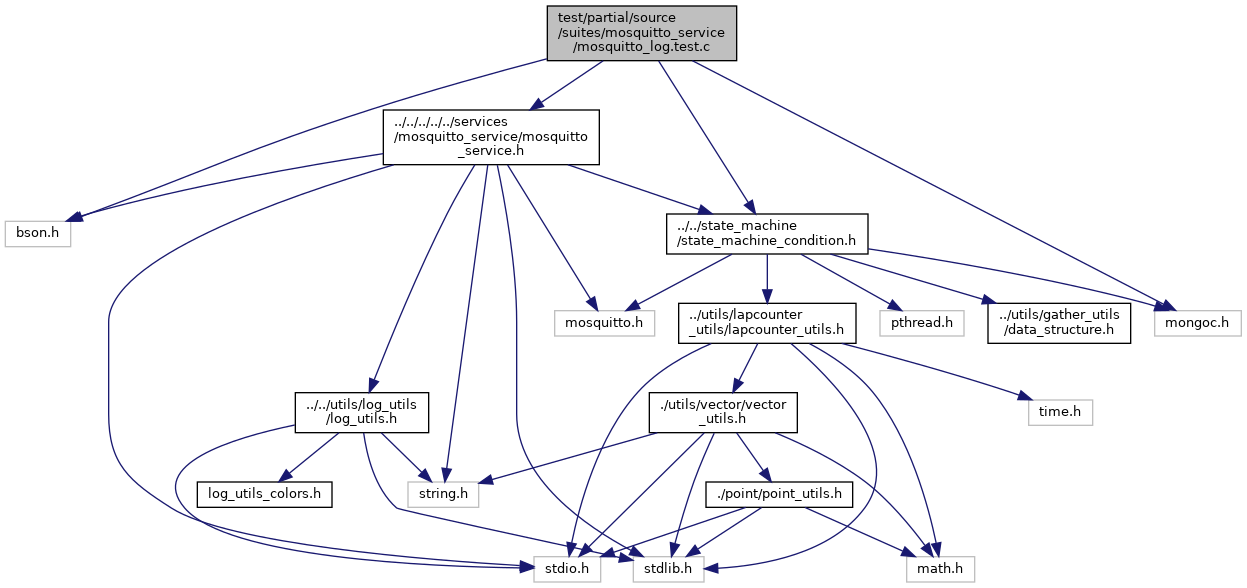 test/partial/source
/suites/mosquitto_service
/mosquitto_log.test.c
../../../../../services
/mosquitto_service/mosquitto
_service.h
bson.h
../../state_machine
/state_machine_condition.h
mosquitto.h
../utils/lapcounter
_utils/lapcounter_utils.h
pthread.h
../utils/gather_utils
/data_structure.h
mongoc.h
../../utils/log_utils
/log_utils.h
./utils/vector/vector
_utils.h
time.h
log_utils_colors.h
string.h
./point/point_utils.h
stdio.h
stdlib.h
math.h